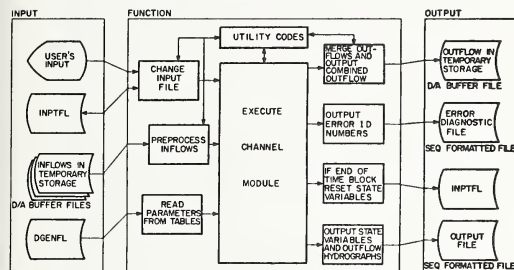 INPUT
FUNCTION
OUTPUT
USER'S
INPUT
INPTFL
INFLOWS IN
TEMPORARY
STORAGE
D/A BUFFER FILES
DGENFL
CHANGE
INPUT
FILE
PREPROCESS
INFLOWS
READ
PARAMETERS
FROM TABLES
UTILITY CODES
EXECUTE
CHANNEL
MODULE
MERGE OUT-
FLOWS AND
OUTPUT
COMBINED
OUTFLOW
OUTPUT
ERROR ID
NUMBERS
IF END OF
TIME BLOCK
RESET STATE
VARIABLES
OUTPUT STATE
VARIABLES
AND OUTFLOW
HYDROGRAPHS
OUTFLOW IN
TEMPORARY
STORAGE
D/A BUFFER FILE
ERROR
DIAGNOSTIC
FILE
SEQ FORMATTED FILE
INPTFL
OUTPUT
FILE
SEQ FORMATTED FILE